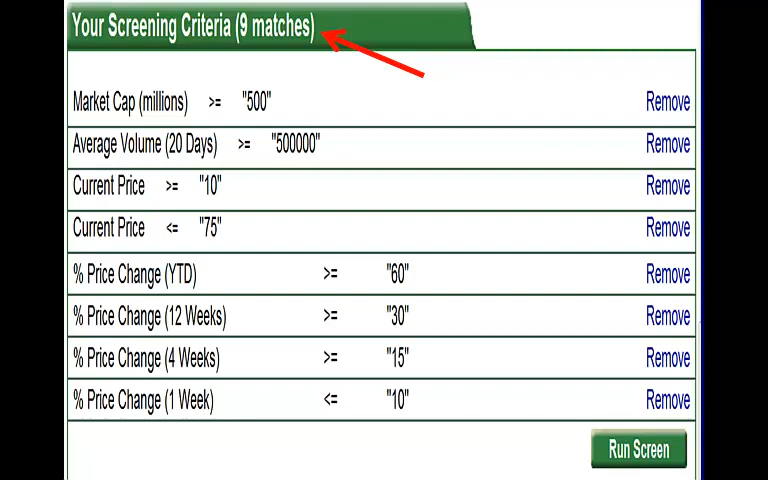 Your Screening Criteria (9 matches)
Market Cap (millions) >= "500" Remove
Average Volume (20 Days) >= "500000" Remove
Current Price >= "10" Remove
Current Price <= "75" Remove
% Price Change (YTD) >= "60" Remove
% Price Change (12 Weeks) >= "30" Remove
% Price Change (4 Weeks) >= "15" Remove
% Price Change (1 Week) <= "10" Remove
Run Screen